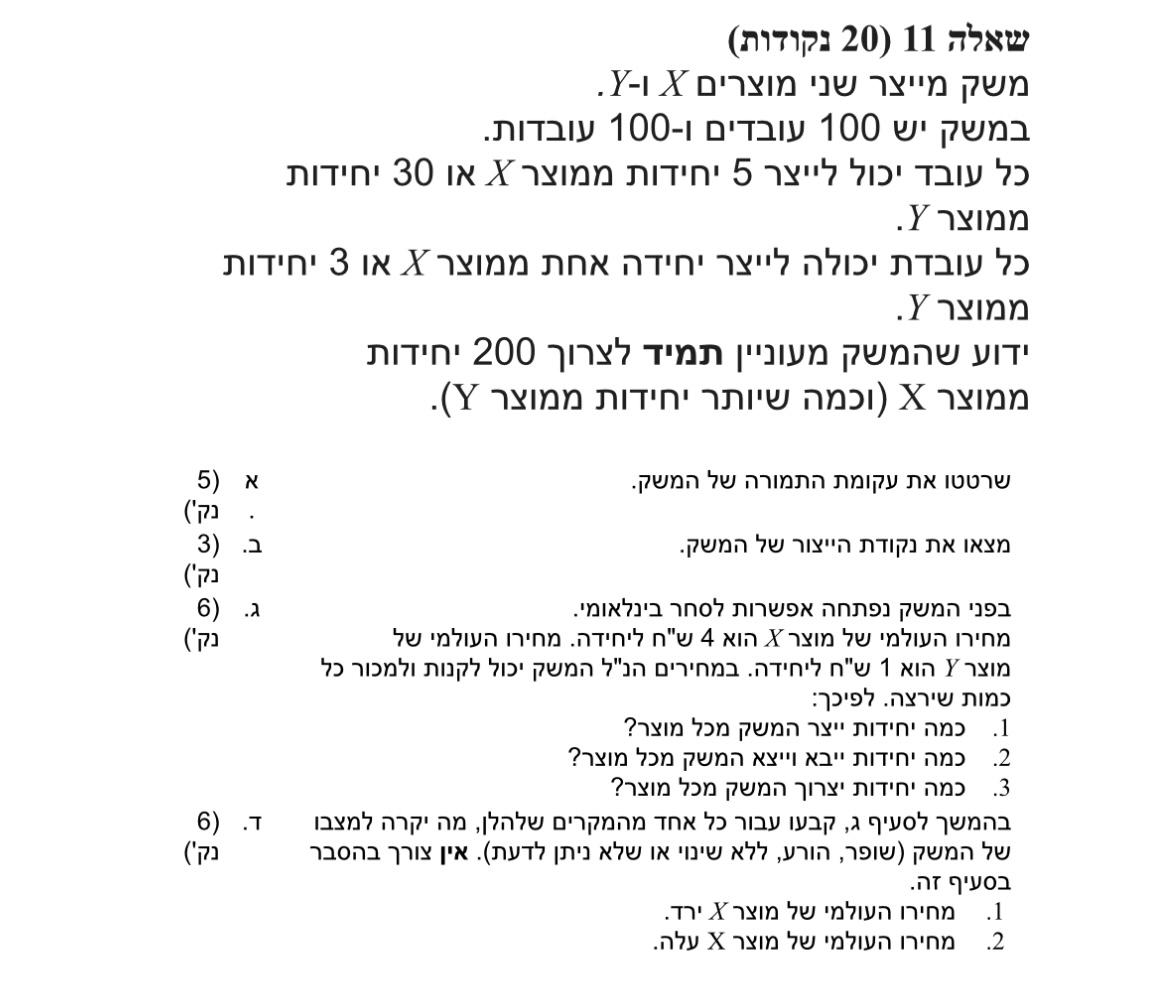 שאלה 11 (20 נקודות)
משק מייצר שני מוצרים X ו-Y.
במשק יש 100 עובדים ו-100 עובדות.
כל עובד יכול לייצר 5 יחידות ממוצר X או 30 יחידות
ממוצר Y.
כל עובדת יכולה לייצר יחידה אחת ממוצר X או 3 יחידות
ממוצר Y.
ידוע שהמשק מעוניין תמיד לצרוך 200 יחידות
ממוצר X (וכמה שיותר יחידות ממוצר Y).
שרטטו את עקומת התמורה של המשק. א (5
. נק')
מצאו את נקודת הייצור של המשק. ב. (3
נק')
בפני המשק נפתחה אפשרות לסחר בינלאומי. ג. (6
מחירו העולמי של מוצר X הוא 4 ש"ח ליחידה. מחירו העולמי של נק')
מוצר Y הוא 1 ש"ח ליחידה. במחירים הנ"ל המשק יכול לקנות ולמכור כל
כמות שירצה. לפיכך:
1. כמה יחידות ייצר המשק מכל מוצר?
2. כמה יחידות ייבא וייצא המשק מכל מוצר?
3. כמה יחידות יצרוך המשק מכל מוצר?
בהמשך לסעיף ג, קבעו עבור כל אחד מהמקרים שלהלן, מה יקרה למצבו ד. (6
של המשק (שופר, הורע, ללא שינוי או שלא ניתן לדעת). אין צורך בהסבר נק')
בסעיף זה.
1. מחירו העולמי של מוצר X ירד.
2. מחירו העולמי של מוצר X עלה.